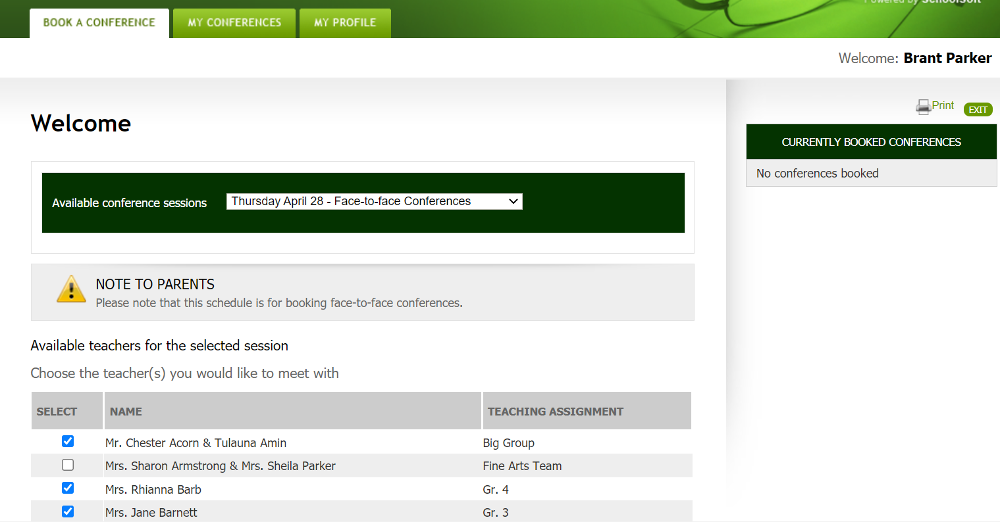 Powered by SchoolSoft
BOOK A CONFERENCE
MY CONFERENCES
MY PROFILE
Welcome: Brant Parker
Print
EXIT
Welcome
CURRENTLY BOOKED CONFERENCES
No conferences booked
Available conference sessions
Thursday April 28 - Face-to-face Conferences
NOTE TO PARENTS
Please note that this schedule is for booking face-to-face conferences.
Available teachers for the selected session
Choose the teacher(s) you would like to meet with
SELECT NAME TEACHING ASSIGNMENT
Mr. Chester Acorn & Tulauna Amin Big Group
Mrs. Sharon Armstrong & Mrs. Sheila Parker Fine Arts Team
Mrs. Rhianna Barb Gr. 4
Mrs. Jane Barnett Gr. 3